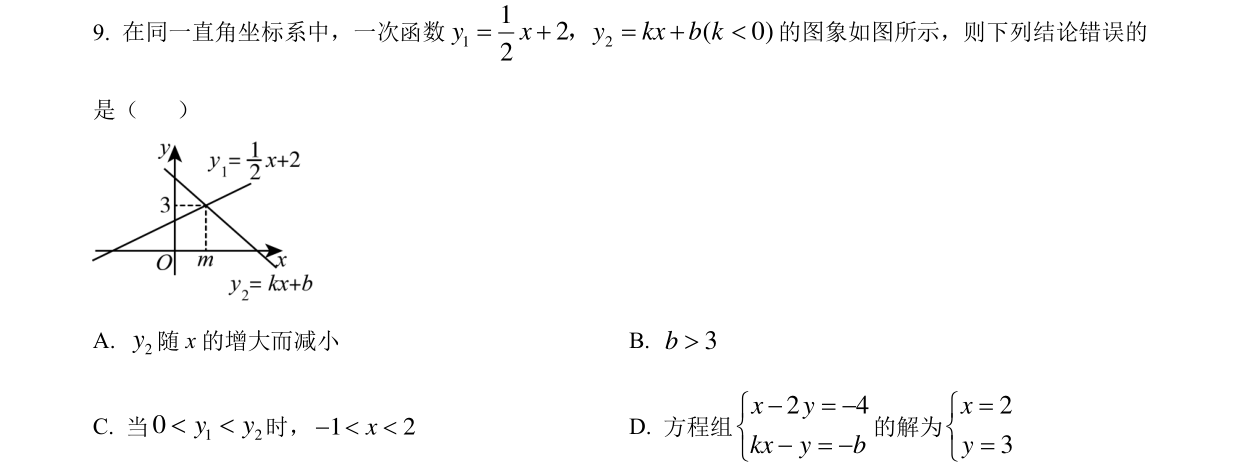 9. 在同一直角坐标系中，一次函数 y₁ = 1/2 x + 2，y₂ = kx + b(k < 0) 的图象如图所示，则下列结论错误的
是（　　）
y
y₁= 1/2 x+2
3
O m x
y₂= kx+b
A. y₂ 随 x 的增大而减小 B. b > 3
C. 当 0 < y₁ < y₂ 时，−1 < x < 2 D. 方程组 { x − 2y = −4 kx − y = −b 的解为 { x = 2 y = 3